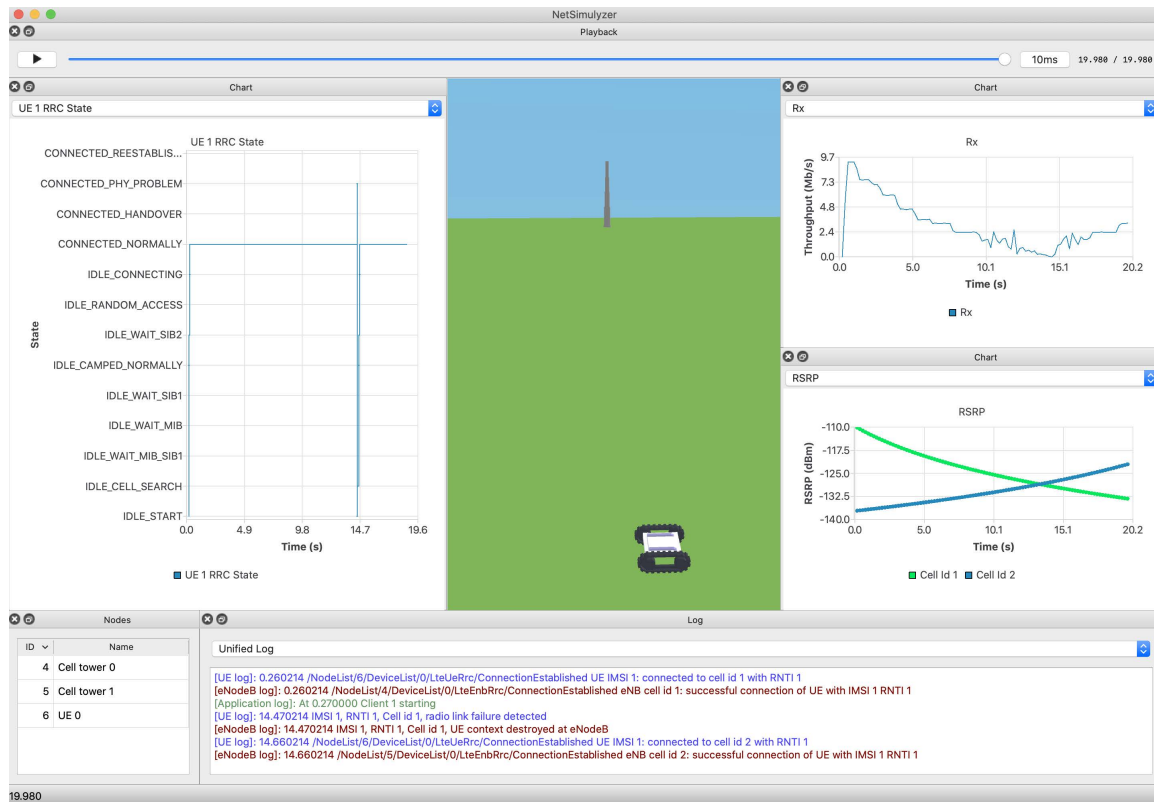 NetSimulyzer
Playback
10ms
19.980 / 19.980
Chart
UE 1 RRC State
UE 1 RRC State
CONNECTED_REESTABLIS...
CONNECTED_PHY_PROBLEM
CONNECTED_HANDOVER
CONNECTED_NORMALLY
IDLE_CONNECTING
IDLE_RANDOM_ACCESS
IDLE_WAIT_SIB2
IDLE_CAMPED_NORMALLY
IDLE_WAIT_SIB1
IDLE_WAIT_MIB
IDLE_WAIT_MIB_SIB1
IDLE_CELL_SEARCH
IDLE_START
State
0.0 4.9 9.8 14.7 19.6
Time (s)
UE 1 RRC State
Chart
Rx
Rx
Throughput (Mb/s)
9.7
7.3
4.8
2.4
0.0
0.0 5.0 10.1 15.1 20.2
Time (s)
Rx
Chart
RSRP
RSRP
RSRP (dBm)
-110.0
-117.5
-125.0
-132.5
-140.0
0.0 5.0 10.1 15.1 20.2
Time (s)
Cell Id 1 Cell Id 2
Nodes
ID Name
4 Cell tower 0
5 Cell tower 1
6 UE 0
Log
Unified Log
[UE log]: 0.260214 /NodeList/6/DeviceList/0/LteUeRrc/ConnectionEstablished UE IMSI 1: connected to cell id 1 with RNTI 1
[eNodeB log]: 0.260214 /NodeList/4/DeviceList/0/LteEnbRrc/ConnectionEstablished eNB cell id 1: successful connection of UE with IMSI 1 RNTI 1
[Application log]: At 0.270000 Client 1 starting
[UE log]: 14.470214 IMSI 1, RNTI 1, Cell id 1, radio link failure detected
[eNodeB log]: 14.470214 IMSI 1, RNTI 1, Cell id 1, UE context destroyed at eNodeB
[UE log]: 14.660214 /NodeList/6/DeviceList/0/LteUeRrc/ConnectionEstablished UE IMSI 1: connected to cell id 2 with RNTI 1
[eNodeB log]: 14.660214 /NodeList/5/DeviceList/0/LteEnbRrc/ConnectionEstablished eNB cell id 2: successful connection of UE with IMSI 1 RNTI 1
19.980